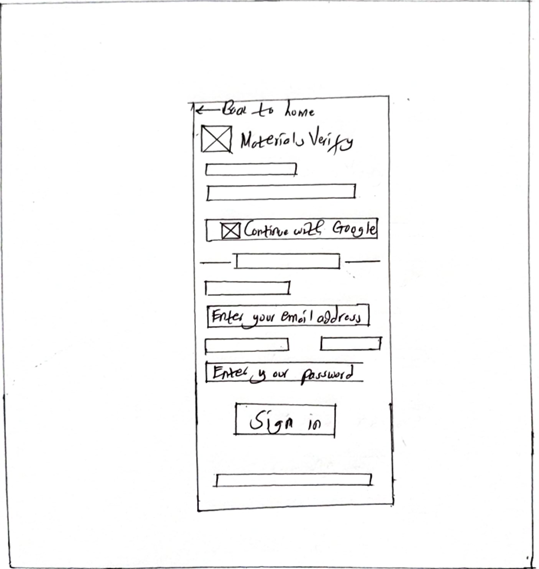 ← Back to home
Materials Verify
Continue with Google
Enter your email address
Enter your password
Sign in